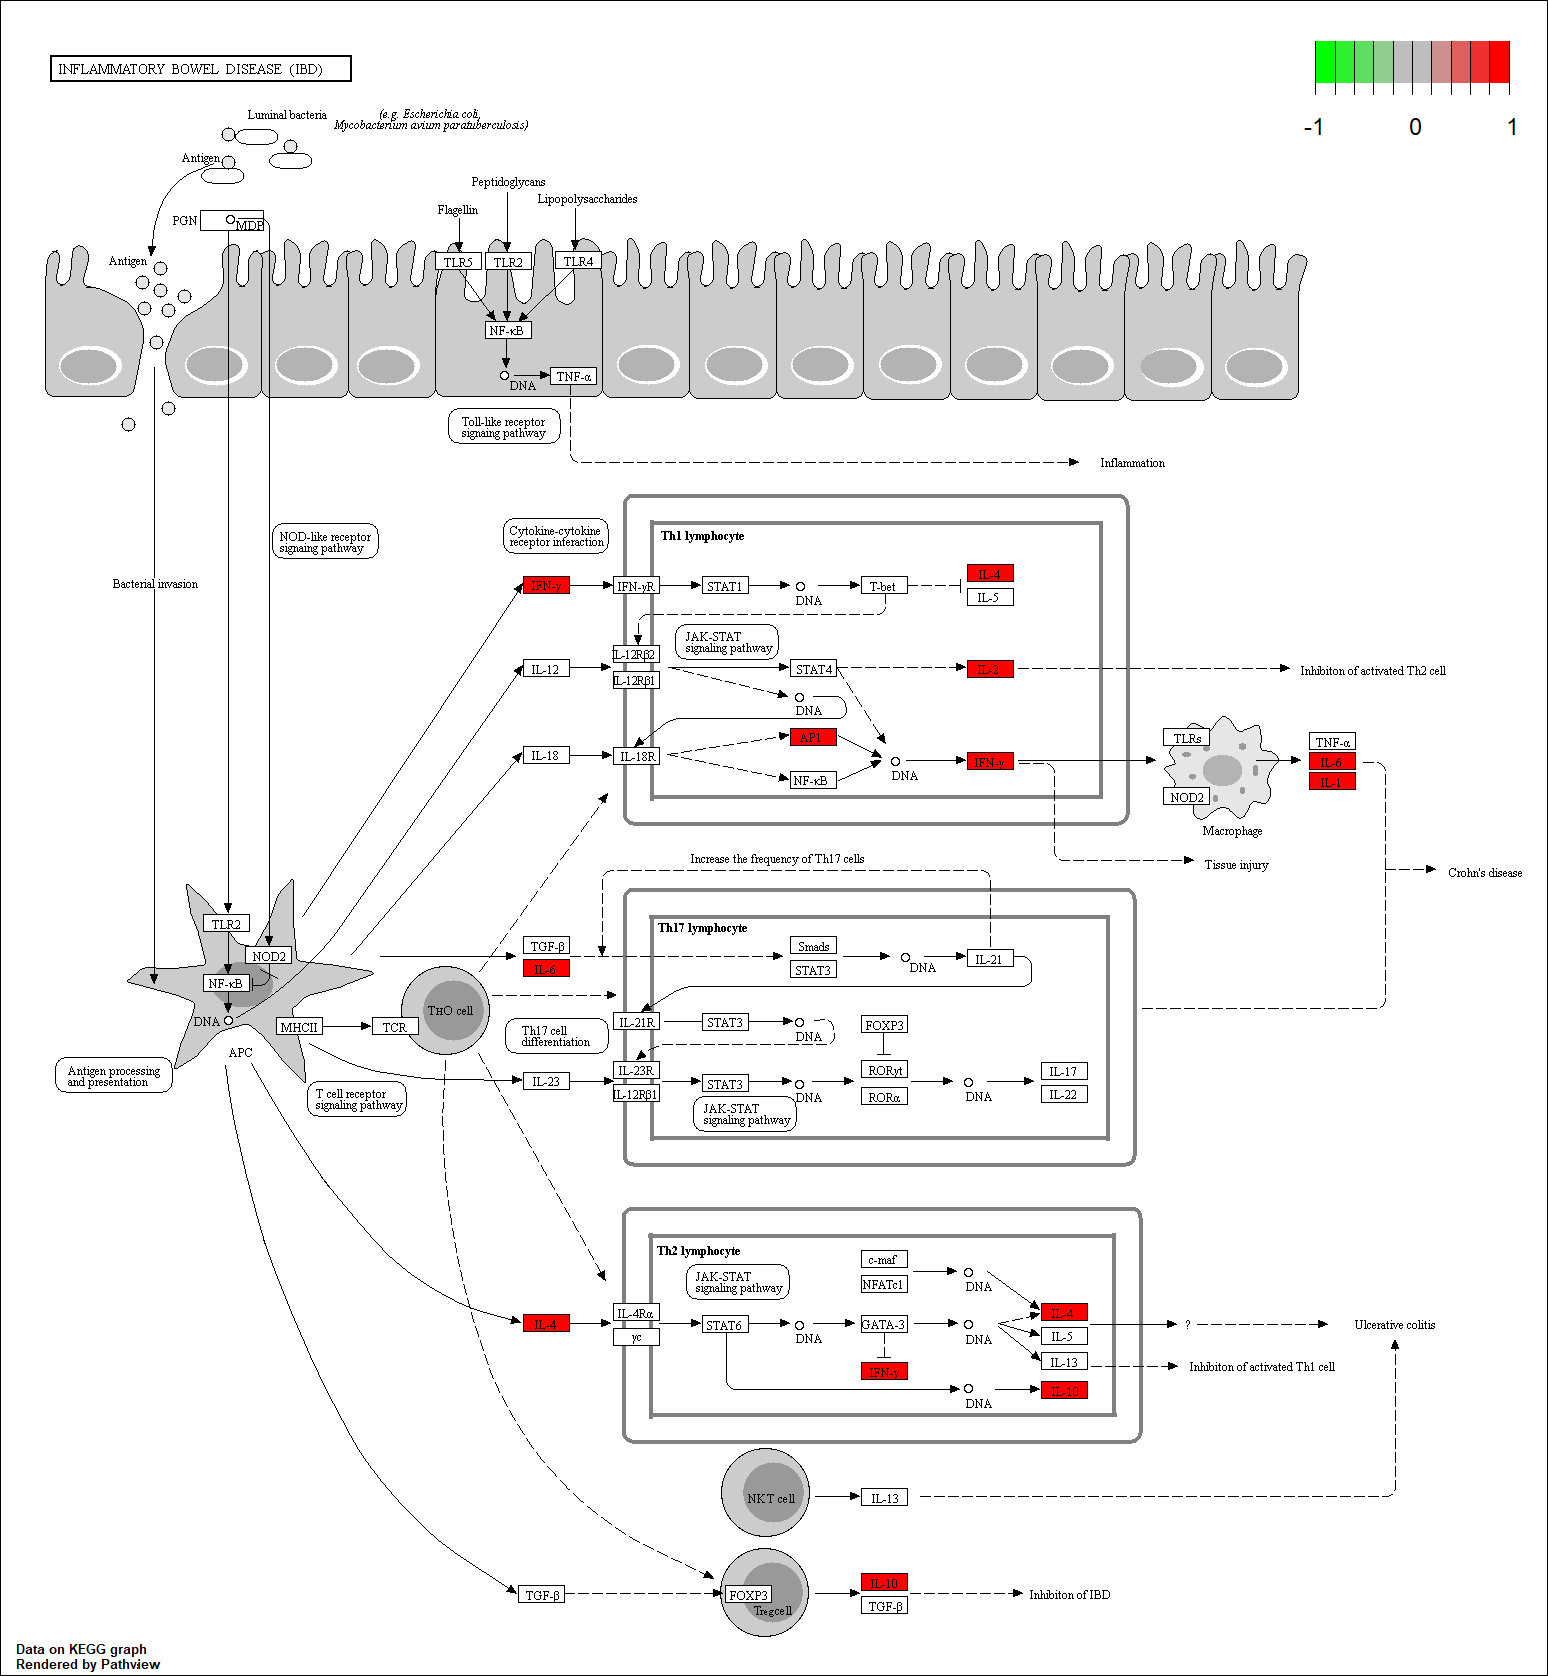 INFLAMMATORY BOWEL DISEASE (IBD)
-1
0
1
Luminal bacteria
(e.g. Escherichia coli,
Mycobacterium avium paratuberculosis)
Antigen
PGN
MDP
Antigen
Flagellin
Peptidoglycans
Lipopolysaccharides
TLR5
TLR2
TLR4
NF-κB
DNA
TNF-α
Toll-like receptor
signaing pathway
Inflammation
NOD-like receptor
signaing pathway
Bacterial invasion
Cytokine-cytokine
receptor inferaction
Th1 lymphocyte
IFN-γ
IFN-γR
STAT1
DNA
T-bet
IL-4
IL-5
IL-12
IL-12Rβ2
IL-12Rβ1
JAK-STAT
signaling pathway
STAT4
DNA
IL-2
Inhibiton of activated Th2 cell
IL-18
IL-18R
AP1
NF-κB
DNA
IFN-γ
TLRs
NOD2
Macrophage
TNF-α
IL-6
IL-1
Tissue injury
Crohn's disease
Increase the frequency of Th17 cells
Th17 lymphocyte
TLR2
NOD2
NF-κB
DNA
MHCII
TCR
APC
Antigen processing
and presentation
T cell receptor
signaling pathway
TH0 cell
TGF-β
IL-6
Smads
STAT3
DNA
IL-21
Th17 cell
differentiation
IL-21R
STAT3
DNA
FOXP3
IL-23
IL-23R
IL-12Rβ1
STAT3
DNA
RORγt
RORα
DNA
IL-17
IL-22
JAK-STAT
signaling pathway
Th2 lymphocyte
JAK-STAT
signaling pathway
c-maf
NFATc1
DNA
IL-4
IL-4Rα
γc
STAT6
DNA
GATA-3
DNA
IL-4
IL-5
IL-13
IFN-γ
DNA
IL-10
?
Ulcerative colitis
Inhibiton of activated Th1 cell
NKT cell
IL-13
TGF-β
FOXP3
Treg cell
IL-10
TGF-β
Inhibiton of IBD
Data on KEGG graph
Rendered by Pathview